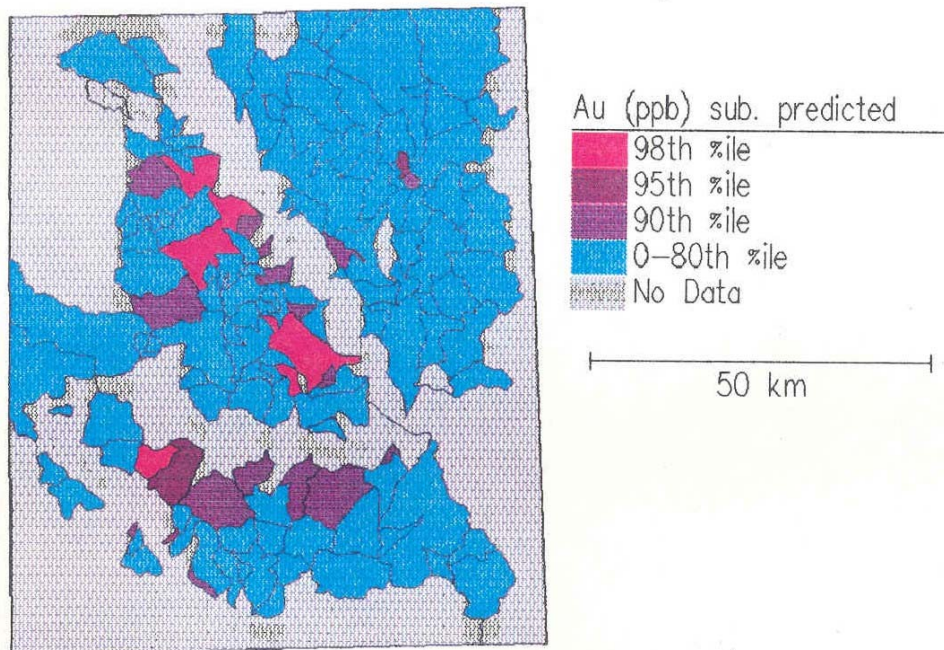 Au (ppb) sub. predicted
98th %ile
95th %ile
90th %ile
0-80th %ile
No Data
50 km